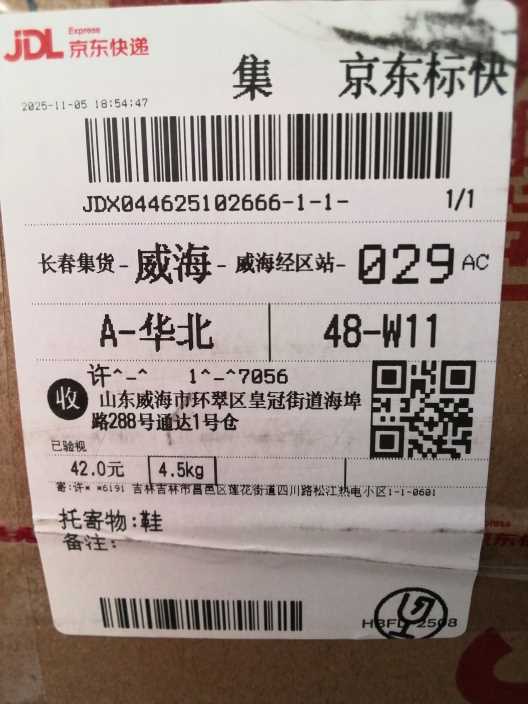 JDL Express 京东快递
集 京东标快
2025-11-05 18:54:47
JDX044625102666-1-1- 1/1
长春集货- 威海 - 威海经区站- 029 AC
A-华北 48-W11
许^-^ 1^-^7056
收 山东威海市环翠区皇冠街道海埠
路288号通达1号仓
已验视
42.0元 4.5kg
寄:许* *6191 吉林吉林市昌邑区莲花街道四川路松江热电小区1-1-0601
托寄物:鞋
备注:
HBFD 2508